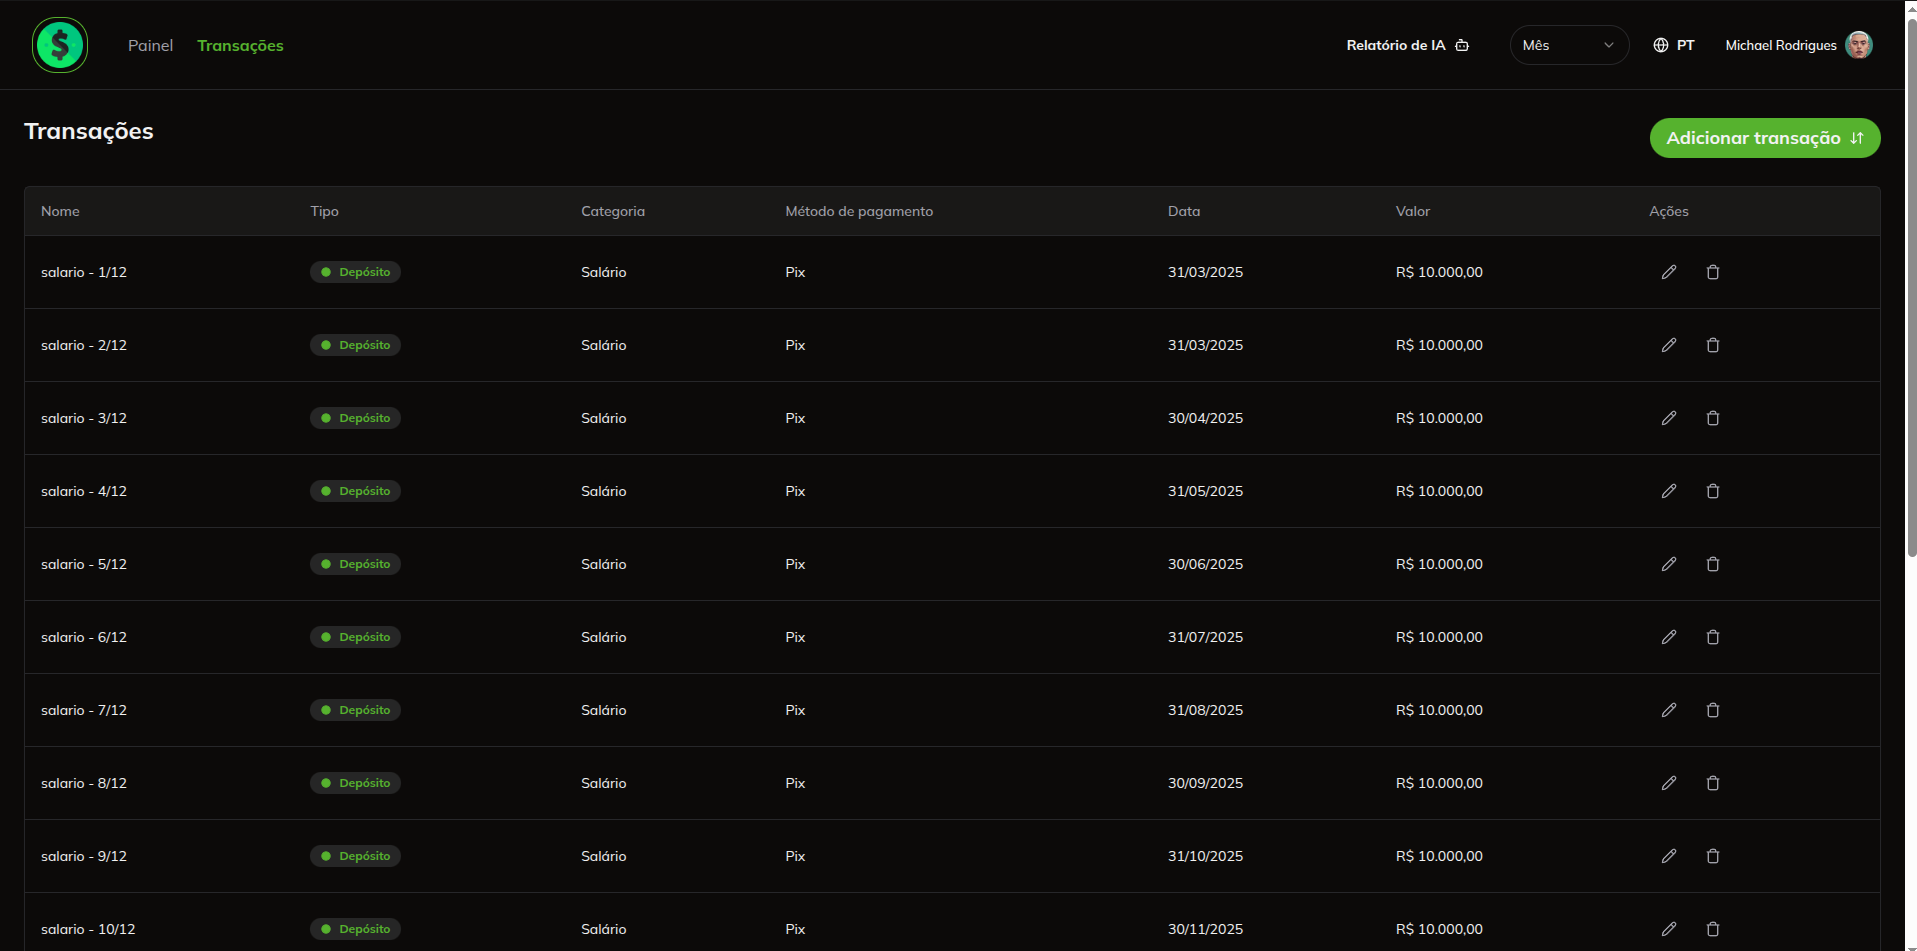 Painel Transações Relatório de IA Mês PT Michael Rodrigues
Transações
Adicionar transação
Nome Tipo Categoria Método de pagamento Data Valor Ações
salario - 1/12 Depósito Salário Pix 31/03/2025 R$ 10.000,00
salario - 2/12 Depósito Salário Pix 31/03/2025 R$ 10.000,00
salario - 3/12 Depósito Salário Pix 30/04/2025 R$ 10.000,00
salario - 4/12 Depósito Salário Pix 31/05/2025 R$ 10.000,00
salario - 5/12 Depósito Salário Pix 30/06/2025 R$ 10.000,00
salario - 6/12 Depósito Salário Pix 31/07/2025 R$ 10.000,00
salario - 7/12 Depósito Salário Pix 31/08/2025 R$ 10.000,00
salario - 8/12 Depósito Salário Pix 30/09/2025 R$ 10.000,00
salario - 9/12 Depósito Salário Pix 31/10/2025 R$ 10.000,00
salario - 10/12 Depósito Salário Pix 30/11/2025 R$ 10.000,00